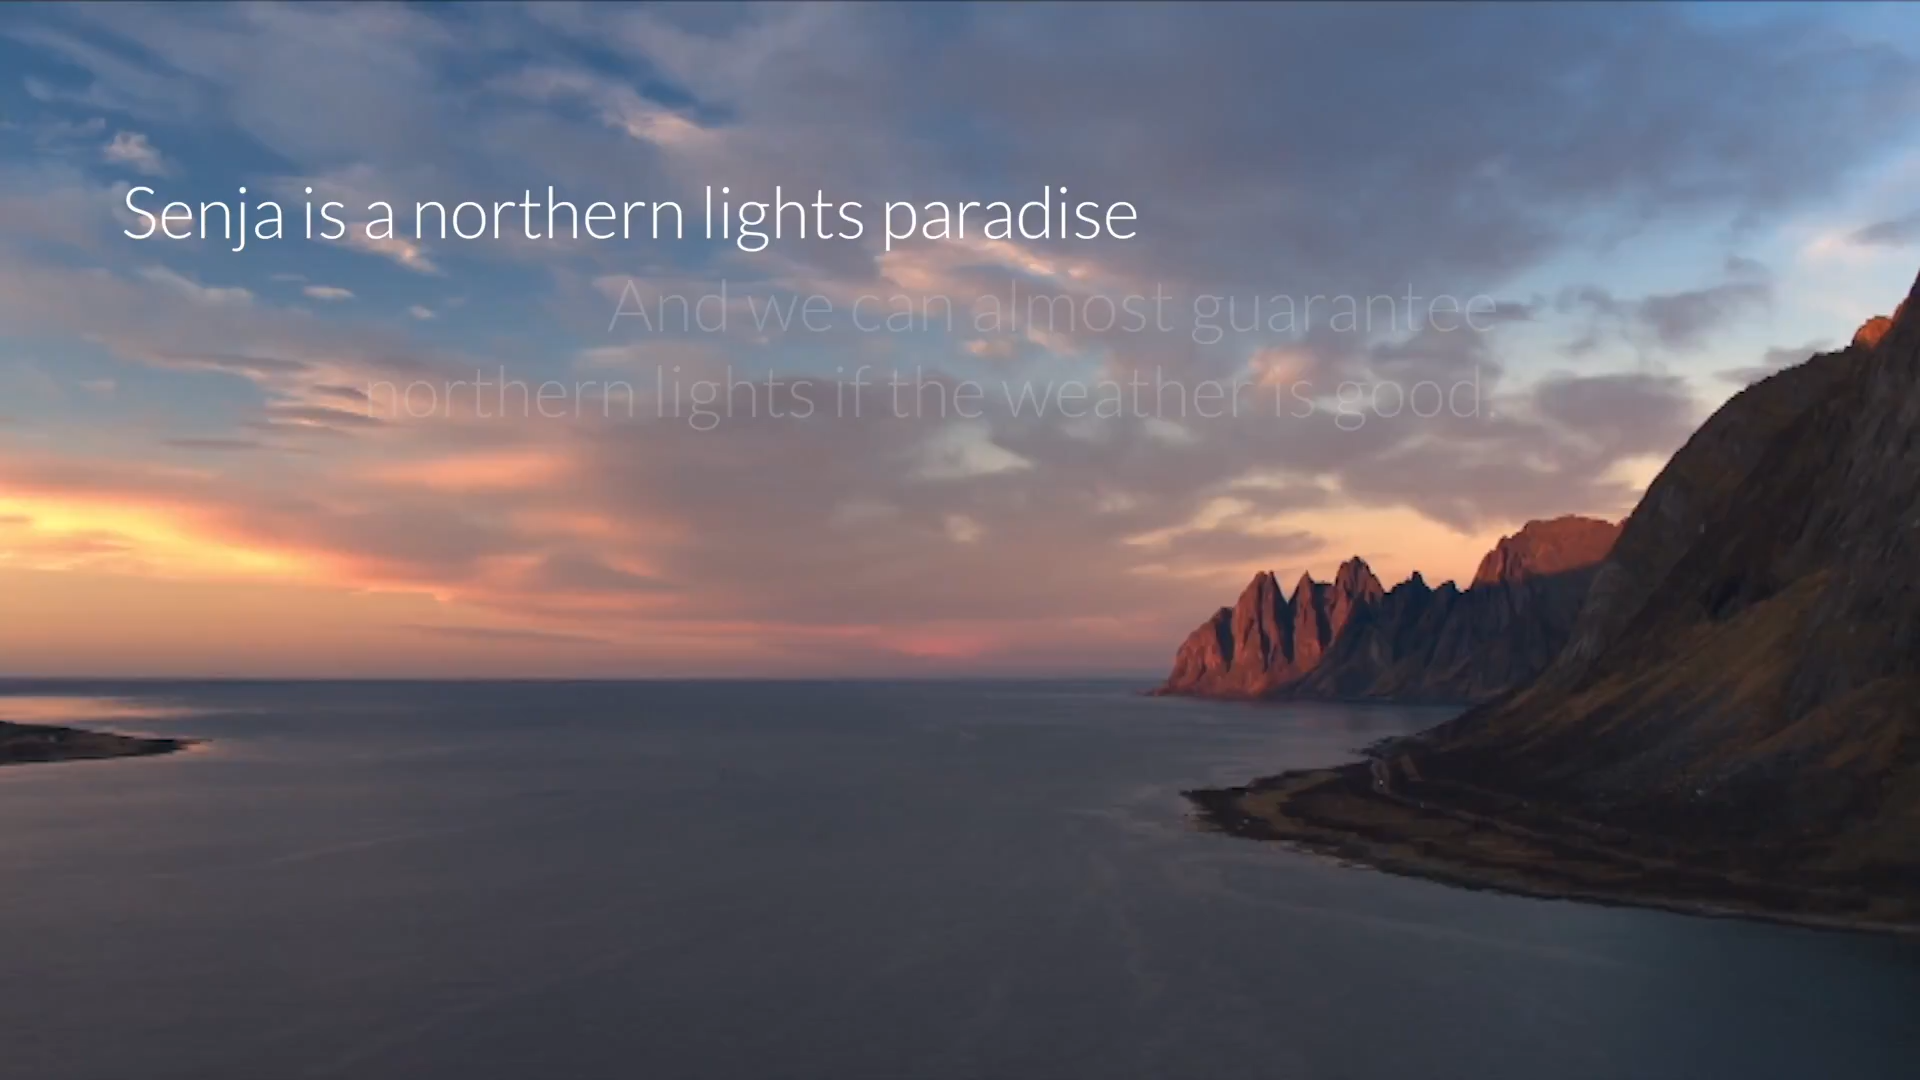 Senja is a northern lights paradise
And we can almost guarantee
northern lights if the weather is good.